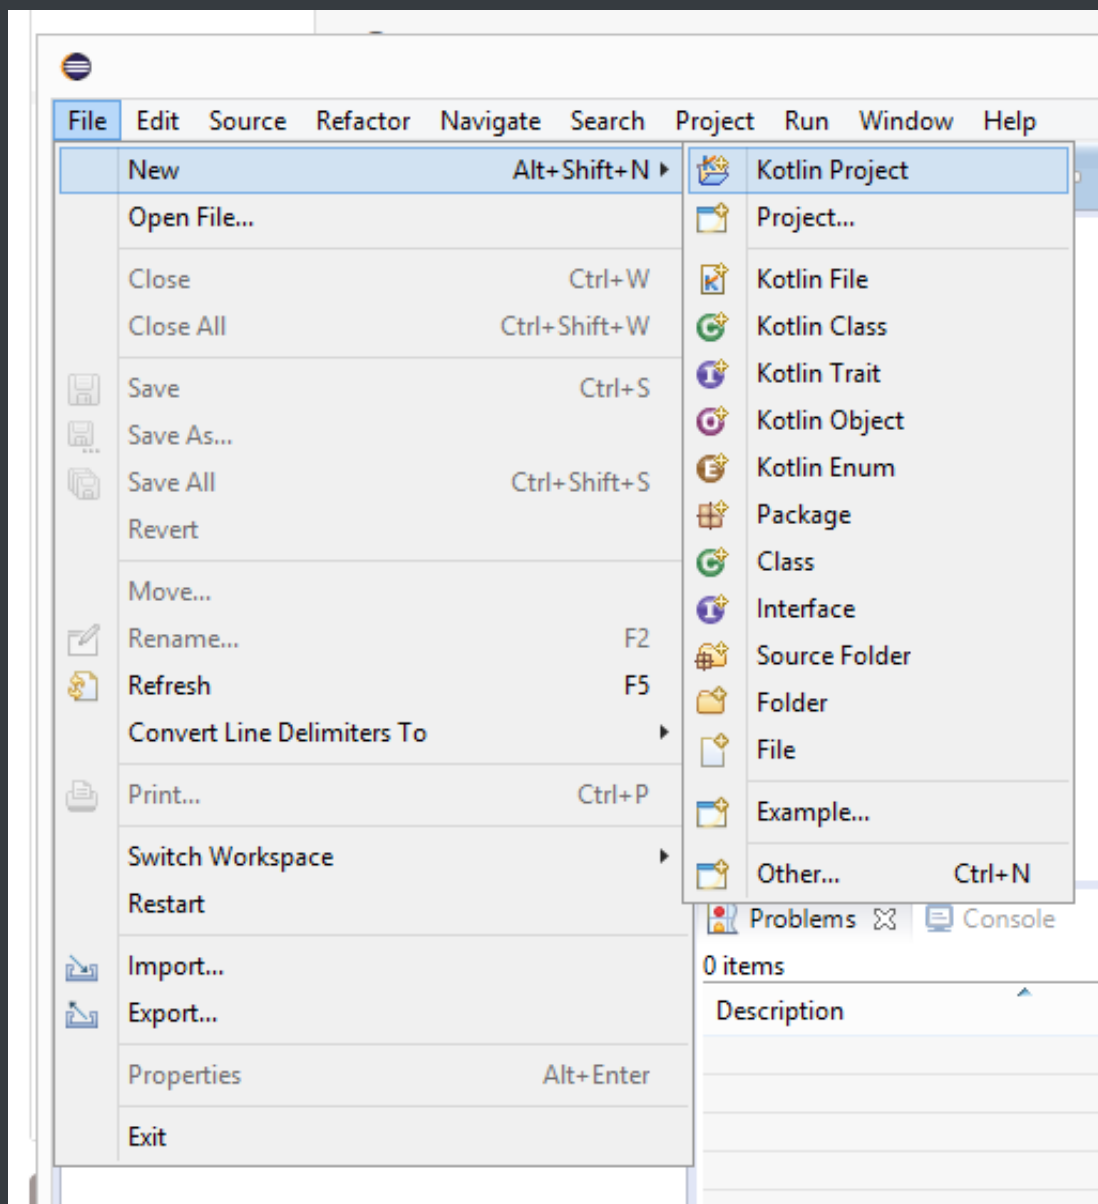 File Edit Source Refactor Navigate Search Project Run Window Help
New Alt+Shift+N
Open File...
Close Ctrl+W
Close All Ctrl+Shift+W
Save Ctrl+S
Save As...
Save All Ctrl+Shift+S
Revert
Move...
Rename... F2
Refresh F5
Convert Line Delimiters To
Print... Ctrl+P
Switch Workspace
Restart
Import...
Export...
Properties Alt+Enter
Exit
Kotlin Project
Project...
Kotlin File
Kotlin Class
Kotlin Trait
Kotlin Object
Kotlin Enum
Package
Class
Interface
Source Folder
Folder
File
Example...
Other... Ctrl+N
Problems Console
0 items
Description